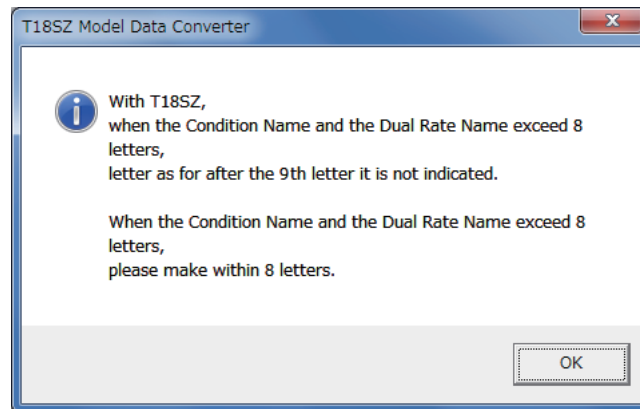 T18SZ Model Data Converter
With T18SZ,
when the Condition Name and the Dual Rate Name exceed 8
letters,
letter as for after the 9th letter it is not indicated.
When the Condition Name and the Dual Rate Name exceed 8
letters,
please make within 8 letters.
OK